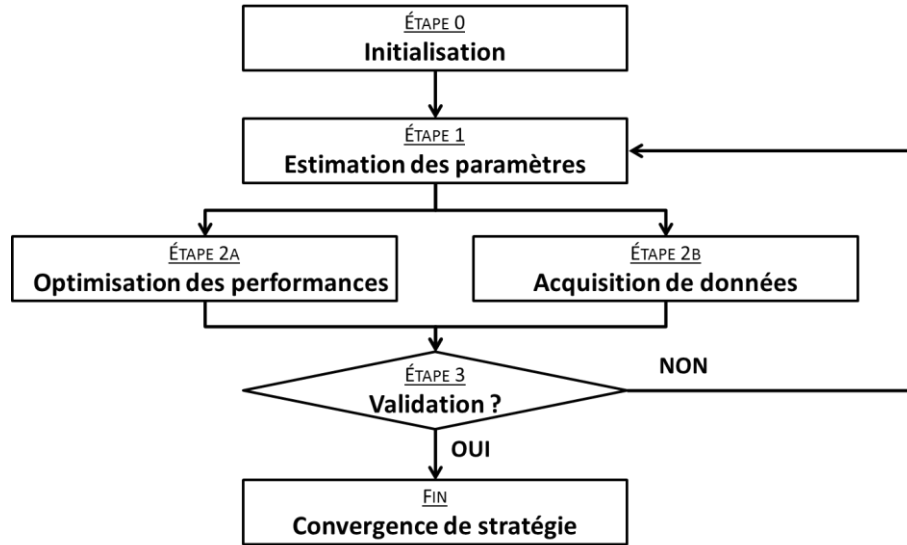 ÉTAPE 0
Initialisation
ÉTAPE 1
Estimation des paramètres
ÉTAPE 2A
Optimisation des performances
ÉTAPE 2B
Acquisition de données
ÉTAPE 3
Validation ?
NON
OUI
FIN
Convergence de stratégie